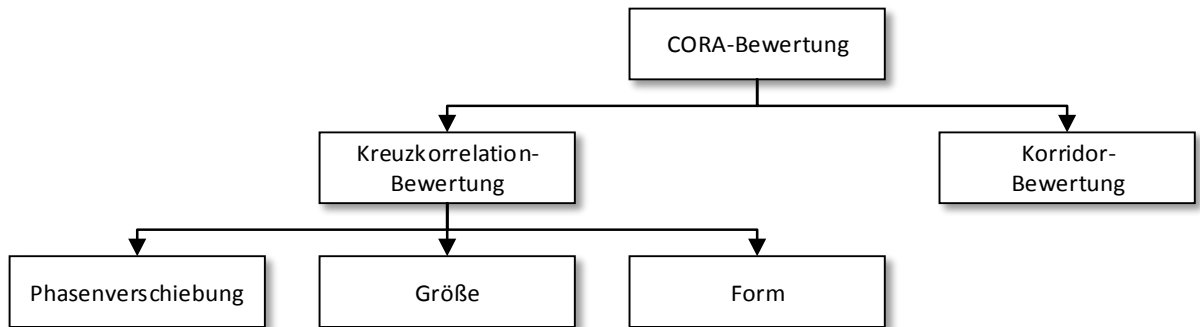 CORA-Bewertung
Kreuzkorrelation-
Bewertung
Korridor-
Bewertung
Phasenverschiebung
Größe
Form